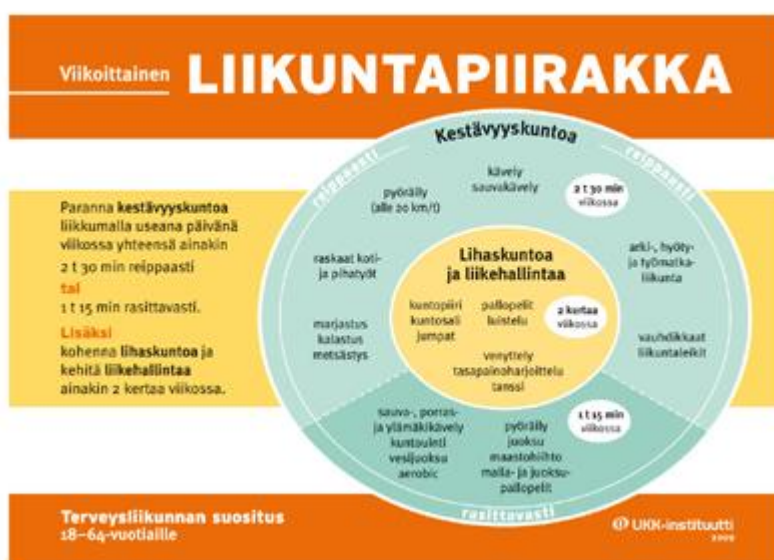 Viikoittainen LIIKUNTAPIIRAKKA
Kestävyyskuntoa
reippaasti
reippaasti
kävely
sauvakävely
2 t 30 min
viikossa
pyöräily
(alle 20 km/t)
Paranna kestävyyskuntoa
liikkumalla useana päivänä
viikossa yhteensä ainakin
2 t 30 min reippaasti
tai
1 t 15 min rasittavasti.
Lisäksi
kohenna lihaskuntoa ja
kehitä liikehallintaa
ainakin 2 kertaa viikossa.
raskaat koti-
ja pihatyöt
marjastus
kalastus
metsästys
Lihaskuntoa
ja liikehallintaa
kuntopiiri
kuntosali
jumpat
pallopelit
luistelu
2 kertaa
viikossa
venyttely
tasapainoharjoittelu
tanssi
arki-, hyöty-
ja työmatka-
liikunta
vauhdikkaat
liikuntaleikit
sauva-, porras-
ja ylämäkikävely
kuntouinti
vesijuoksu
aerobic
pyöräily
juoksu
maastohiihto
maila- ja juoksu-
pallopelit
1 t 15 min
viikossa
rasittavasti
Terveysliikunnan suositus
18–64-vuotiaille
UKK-instituutti
2009